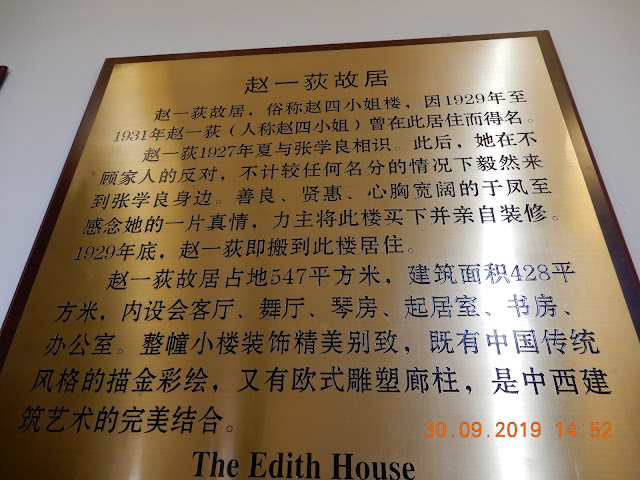 赵一荻故居
赵一荻故居，俗称赵四小姐楼，因1929年至
1931年赵一荻（人称赵四小姐）曾在此居住而得名。
赵一荻1927年夏与张学良相识。此后，她在不
顾家人的反对，不计较任何名分的情况下毅然来
到张学良身边。善良、贤惠、心胸宽阔的于凤至
感念她的一片真情，力主将此楼买下并亲自装修。
1929年底，赵一荻即搬到此楼居住。
赵一荻故居占地547平方米，建筑面积428平
方米，内设会客厅、舞厅、琴房、起居室、书房、
办公室。整幢小楼装饰精美别致，既有中国传统
风格的描金彩绘，又有欧式雕塑廊柱，是中西建
筑艺术的完美结合。
The Edith House
30.09.2019 14:52